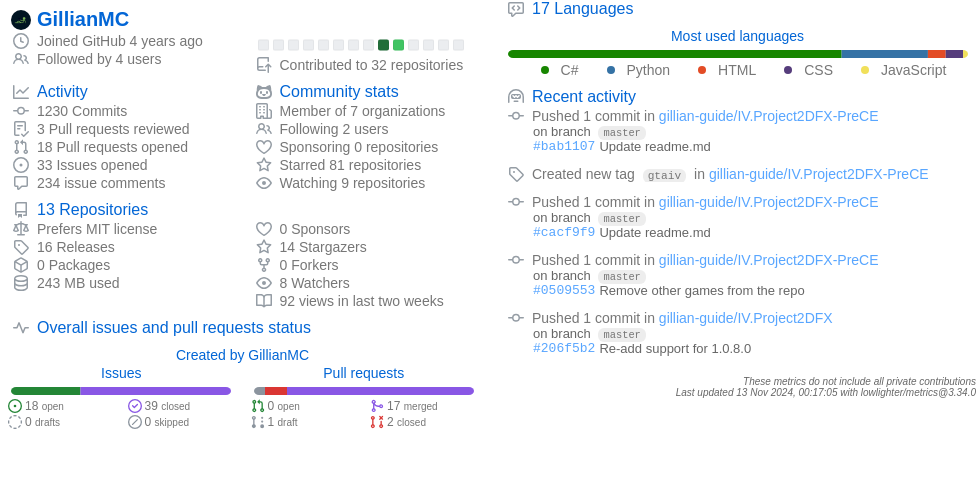 GillianMC
Joined GitHub 4 years ago
Followed by 4 users
Contributed to 32 repositories
Activity
1230 Commits
3 Pull requests reviewed
18 Pull requests opened
33 Issues opened
234 issue comments
Community stats
Member of 7 organizations
Following 2 users
Sponsoring 0 repositories
Starred 81 repositories
Watching 9 repositories
13 Repositories
Prefers MIT license
16 Releases
0 Packages
243 MB used
0 Sponsors
14 Stargazers
0 Forkers
8 Watchers
92 views in last two weeks
Overall issues and pull requests status
Created by GillianMC
Issues
18 open
39 closed
0 drafts
0 skipped
Pull requests
0 open
17 merged
1 draft
2 closed
17 Languages
Most used languages
C# Python HTML CSS JavaScript
Recent activity
Pushed 1 commit in gillian-guide/IV.Project2DFX-PreCE
on branch master
#bab1107 Update readme.md
Created new tag gtaiv in gillian-guide/IV.Project2DFX-PreCE
Pushed 1 commit in gillian-guide/IV.Project2DFX-PreCE
on branch master
#cacf9f9 Update readme.md
Pushed 1 commit in gillian-guide/IV.Project2DFX-PreCE
on branch master
#0509553 Remove other games from the repo
Pushed 1 commit in gillian-guide/IV.Project2DFX
on branch master
#206f5b2 Re-add support for 1.0.8.0
These metrics do not include all private contributions
Last updated 13 Nov 2024, 00:17:05 with lowlighter/metrics@3.34.0